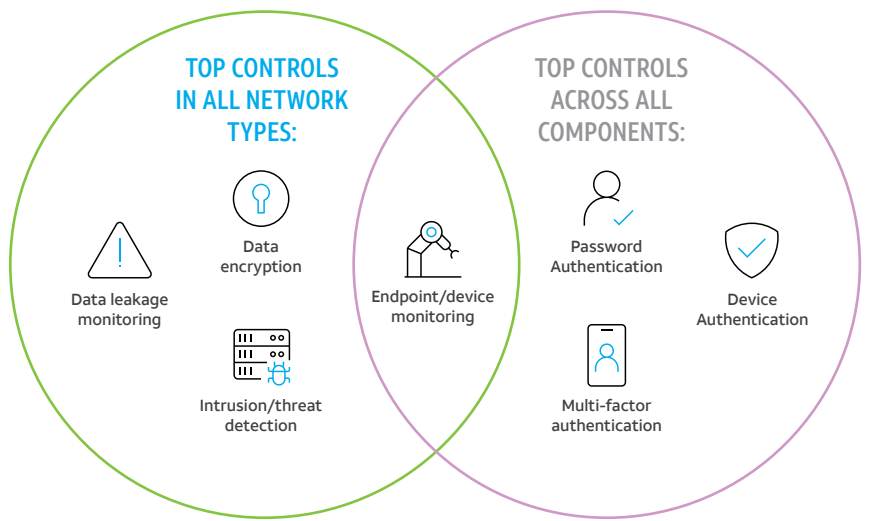 TOP CONTROLS
IN ALL NETWORK
TYPES:
Data
encryption
Data leakage
monitoring
Intrusion/threat
detection
Endpoint/device
monitoring
TOP CONTROLS
ACROSS ALL
COMPONENTS:
Password
Authentication
Device
Authentication
Multi-factor
authentication